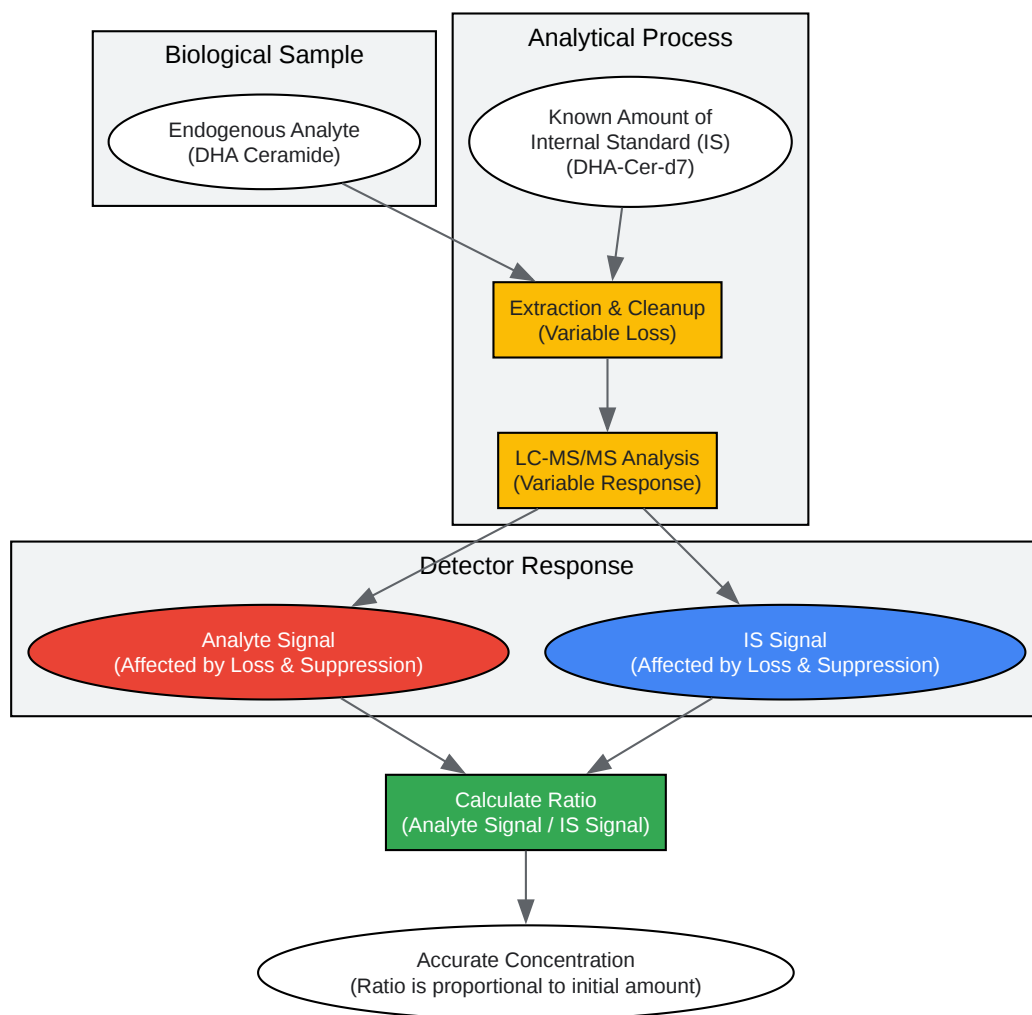 Biological Sample
Endogenous Analyte
(DHA Ceramide)
Analytical Process
Known Amount of
Internal Standard (IS)
(DHA-Cer-d7)
Extraction & Cleanup
(Variable Loss)
LC-MS/MS Analysis
(Variable Response)
Detector Response
Analyte Signal
(Affected by Loss & Suppression)
IS Signal
(Affected by Loss & Suppression)
Calculate Ratio
(Analyte Signal / IS Signal)
Accurate Concentration
(Ratio is proportional to initial amount)